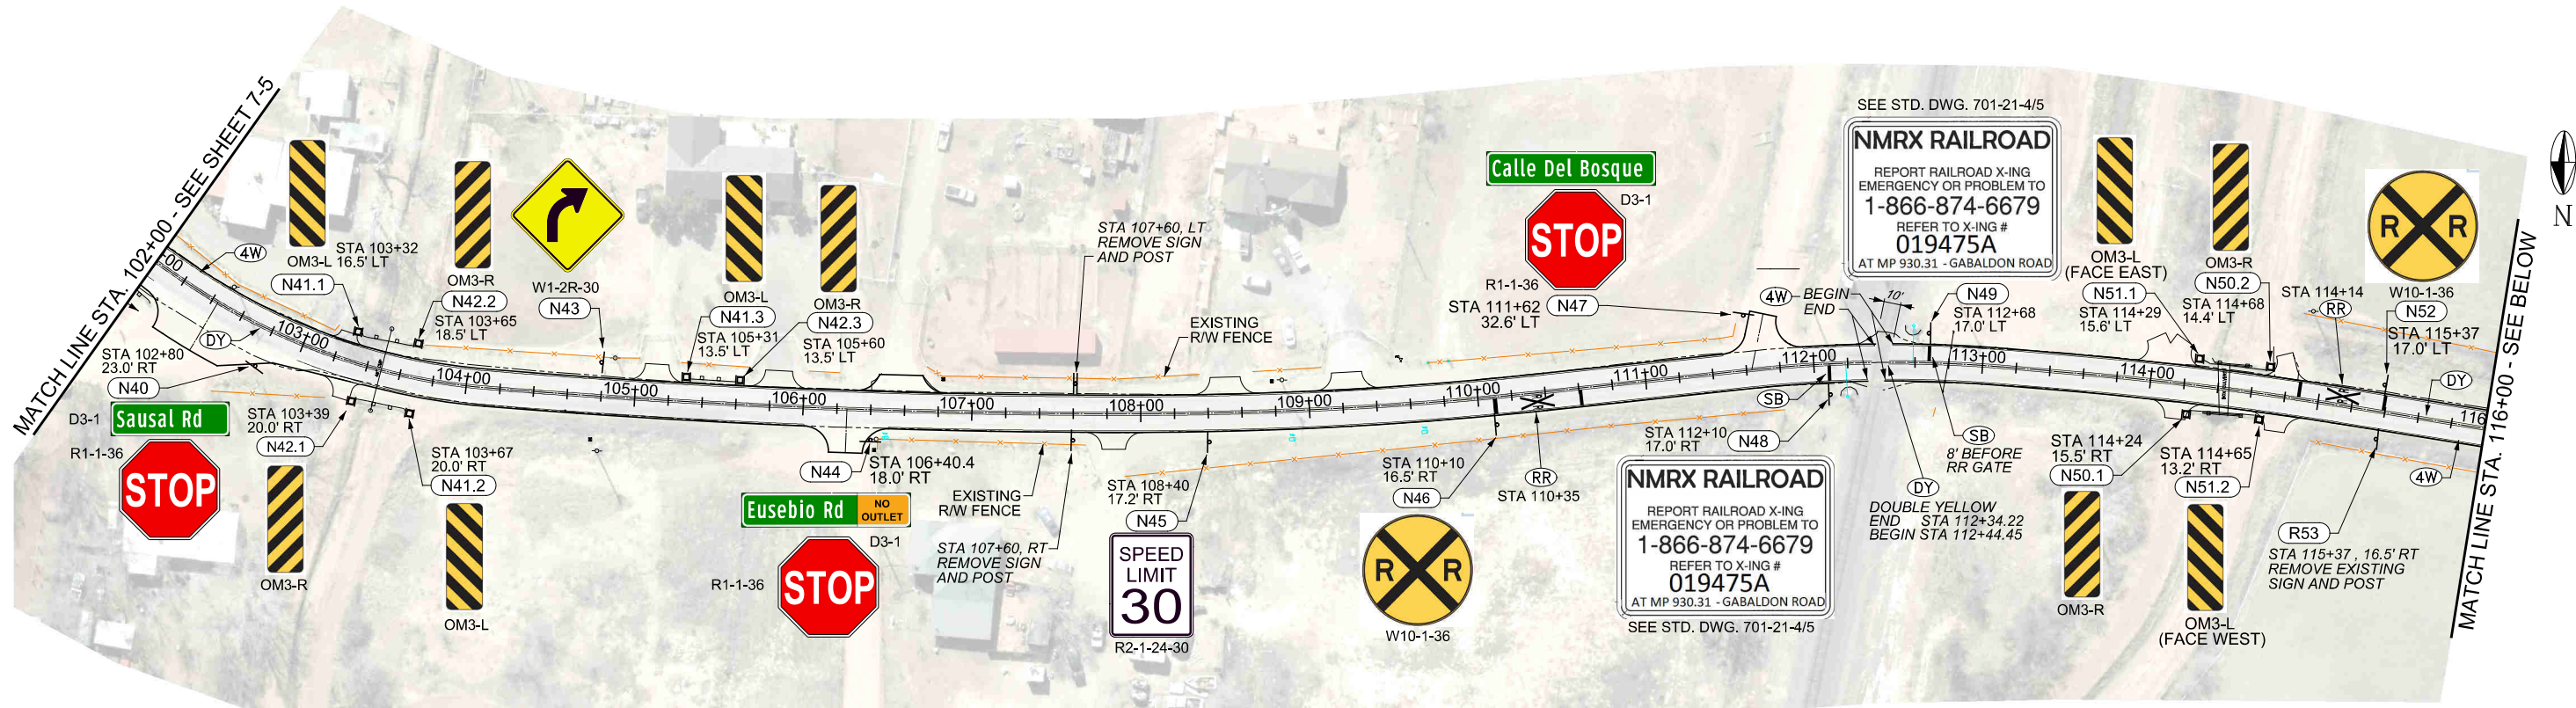 MATCH LINE STA. 102+00 - SEE SHEET 7-5
4W
OM3-L
STA 103+32
16.5' LT
N41.1
OM3-R
N42.2
STA 103+65
18.5' LT
W1-2R-30
N43
OM3-L
N41.3
STA 105+31
13.5' LT
OM3-R
N42.3
STA 105+60
13.5' LT
STA 107+60, LT
REMOVE SIGN
AND POST
EXISTING
R/W FENCE
Calle Del Bosque
D3-1
STOP
R1-1-36
STA 111+62
32.6' LT
N47
4W
BEGIN
END
10'
SEE STD. DWG. 701-21-4/5
NMRX RAILROAD
REPORT RAILROAD X-ING
EMERGENCY OR PROBLEM TO
1-866-874-6679
REFER TO X-ING #
019475A
AT MP 930.31 - GABALDON ROAD
N49
STA 112+68
17.0' LT
OM3-L
(FACE EAST)
N51.1
STA 114+29
15.6' LT
OM3-R
N50.2
STA 114+68
14.4' LT
STA 114+14
RR
R R
W10-1-36
N52
STA 115+37
17.0' LT
N
MATCH LINE STA. 116+00 - SEE BELOW
+00
103+00
104+00
105+00
106+00
107+00
108+00
109+00
110+00
111+00
112+00
113+00
114+00
116
DY
DY
STA 102+80
23.0' RT
N40
D3-1
Sausal Rd
R1-1-36
STOP
STA 103+39
20.0' RT
N42.1
OM3-R
STA 103+67
20.0' RT
N41.2
OM3-L
N44
STA 106+40.4
18.0' RT
Eusebio Rd
NO
OUTLET
D3-1
R1-1-36
STOP
EXISTING
R/W FENCE
STA 107+60, RT
REMOVE SIGN
AND POST
STA 108+40
17.2' RT
N45
SPEED
LIMIT
30
R2-1-24-30
STA 110+10
16.5' RT
N46
R R
W10-1-36
RR
STA 110+35
SB
STA 112+10
17.0' RT
N48
NMRX RAILROAD
REPORT RAILROAD X-ING
EMERGENCY OR PROBLEM TO
1-866-874-6679
REFER TO X-ING #
019475A
AT MP 930.31 - GABALDON ROAD
SEE STD. DWG. 701-21-4/5
DY
DOUBLE YELLOW
END STA 112+34.22
BEGIN STA 112+44.45
SB
8' BEFORE
RR GATE
STA 114+24
15.5' RT
N50.1
OM3-R
STA 114+65
13.2' RT
N51.2
OM3-L
(FACE WEST)
R53
STA 115+37 , 16.5' RT
REMOVE EXISTING
SIGN AND POST
4W